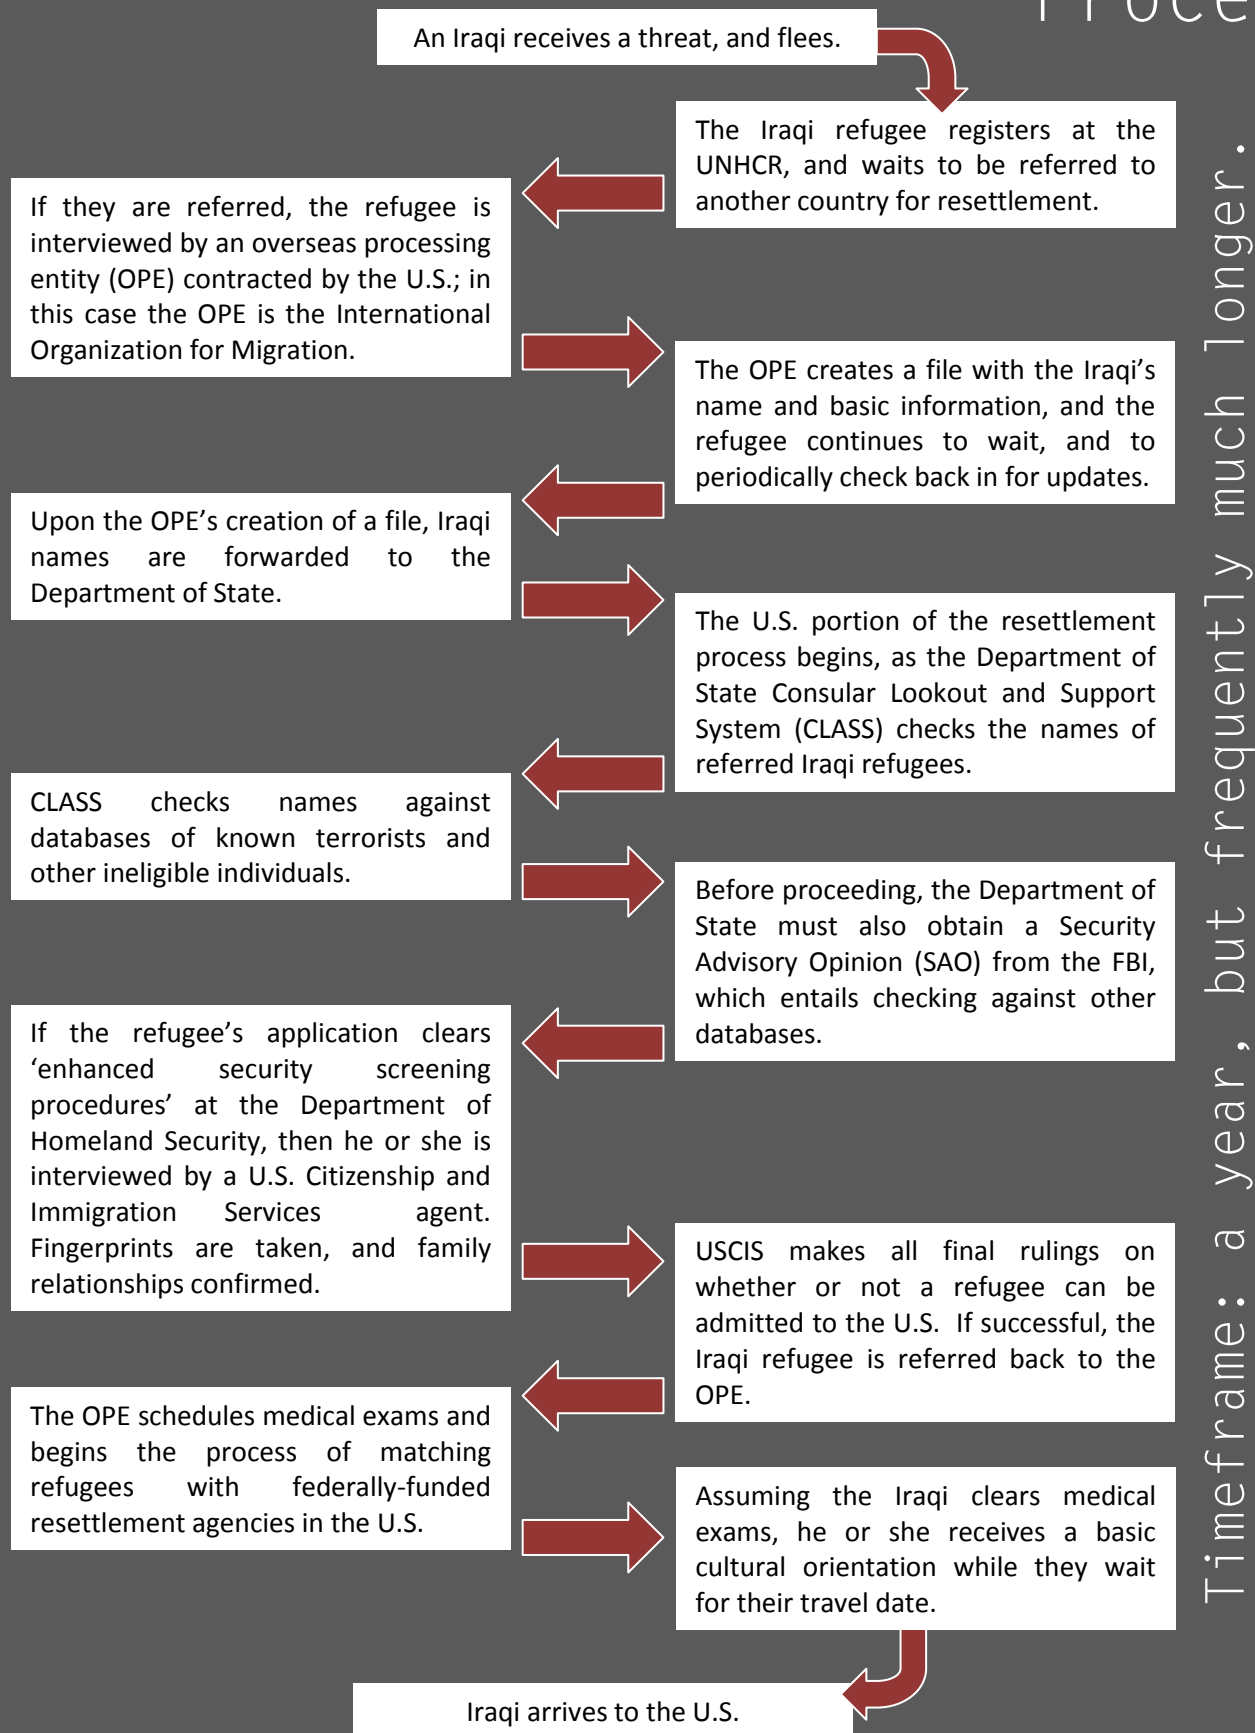 An Iraqi receives a threat, and flees.
The Iraqi refugee registers at the
UNHCR, and waits to be referred to
another country for resettlement.
If they are referred, the refugee is
interviewed by an overseas processing
entity (OPE) contracted by the U.S.; in
this case the OPE is the International
Organization for Migration.
The OPE creates a file with the Iraqi’s
name and basic information, and the
refugee continues to wait, and to
periodically check back in for updates.
Upon the OPE’s creation of a file, Iraqi
names are forwarded to the
Department of State.
The U.S. portion of the resettlement
process begins, as the Department of
State Consular Lookout and Support
System (CLASS) checks the names of
referred Iraqi refugees.
CLASS checks names against
databases of known terrorists and
other ineligible individuals.
Before proceeding, the Department of
State must also obtain a Security
Advisory Opinion (SAO) from the FBI,
which entails checking against other
databases.
If the refugee’s application clears
‘enhanced security screening
procedures’ at the Department of
Homeland Security, then he or she is
interviewed by a U.S. Citizenship and
Immigration Services agent.
Fingerprints are taken, and family
relationships confirmed.
USCIS makes all final rulings on
whether or not a refugee can be
admitted to the U.S. If successful, the
Iraqi refugee is referred back to the
OPE.
The OPE schedules medical exams and
begins the process of matching
refugees with federally-funded
resettlement agencies in the U.S.
Assuming the Iraqi clears medical
exams, he or she receives a basic
cultural orientation while they wait
for their travel date.
Iraqi arrives to the U.S.
Timeframe: a year, but frequently much longer.